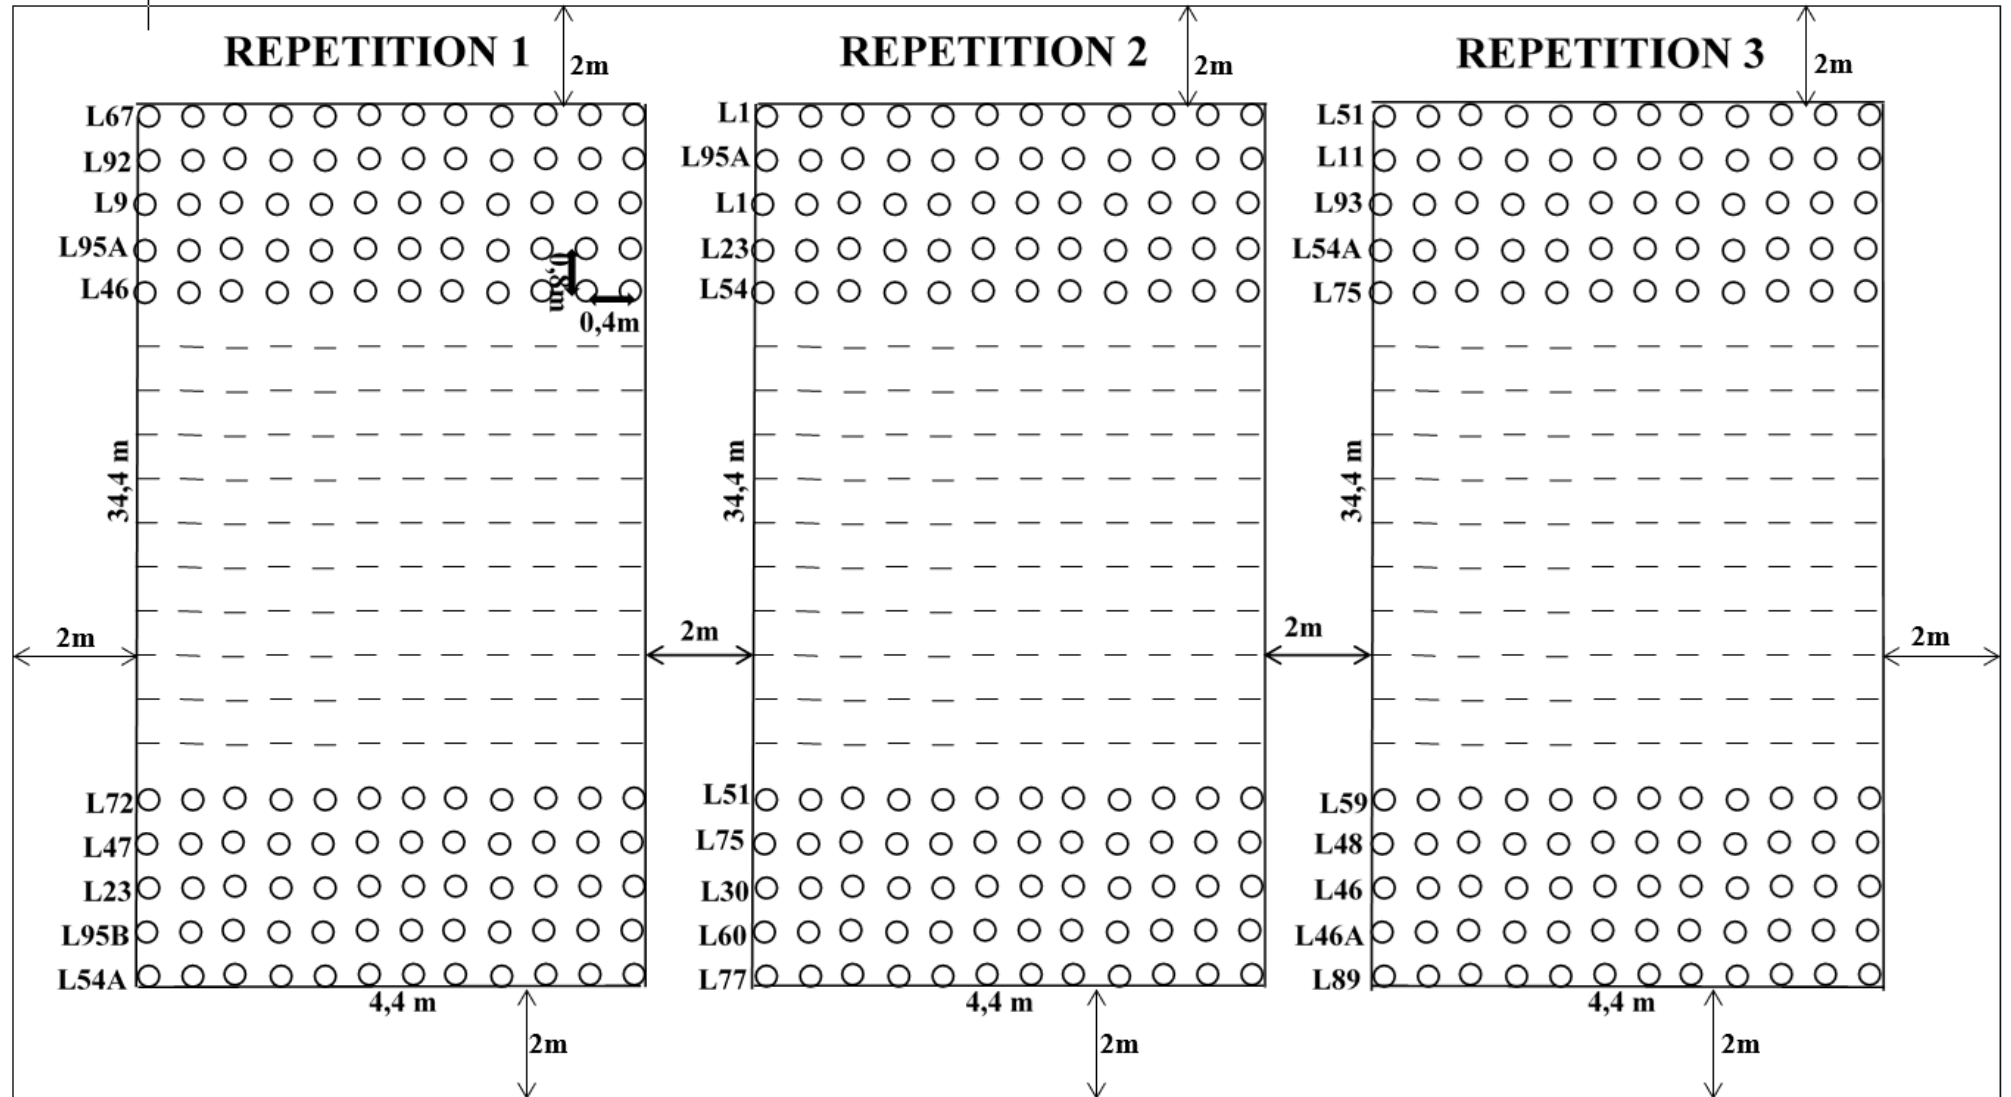 REPETITION 1
REPETITION 2
REPETITION 3
2m
2m
2m
L67
L1
L51
L92
L95A
L11
L9
L1
L93
L95A
L23
L54A
L46
L54
L75
0,8m
0,4m
34,4 m
34,4 m
34,4 m
2m
2m
2m
2m
L72
L51
L59
L47
L75
L48
L23
L30
L46
L95B
L60
L46A
L54A
L77
L89
4,4 m
4,4 m
4,4 m
2m
2m
2m